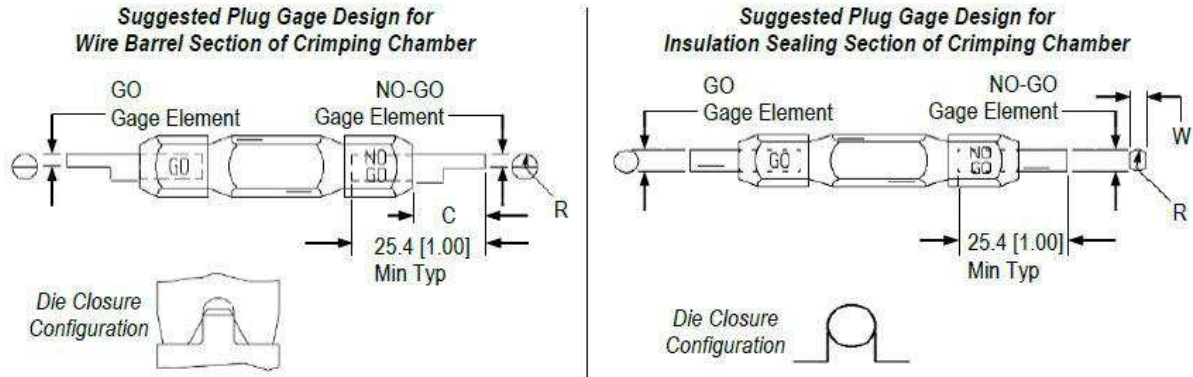 Suggested Plug Gage Design for
Wire Barrel Section of Crimping Chamber
GO
Gage Element
NO-GO
Gage Element
GO
NO
GO
R
C
25.4 [1.00]
Min Typ
Die Closure
Configuration
Suggested Plug Gage Design for
Insulation Sealing Section of Crimping Chamber
GO
Gage Element
NO-GO
Gage Element
W
GO
NO
GO
R
25.4 [1.00]
Min Typ
Die Closure
Configuration